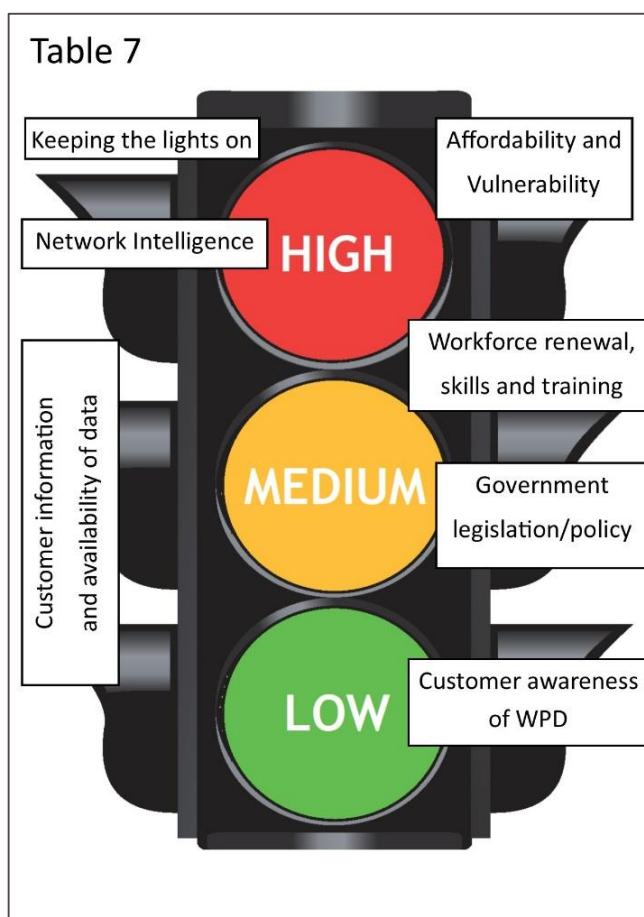 Table 7
Keeping the lights on
Affordability and
Vulnerability
Network Intelligence
HIGH
Workforce renewal,
skills and training
Customer information
and availability of data
MEDIUM
Government
legislation/policy
LOW
Customer awareness
of WPD